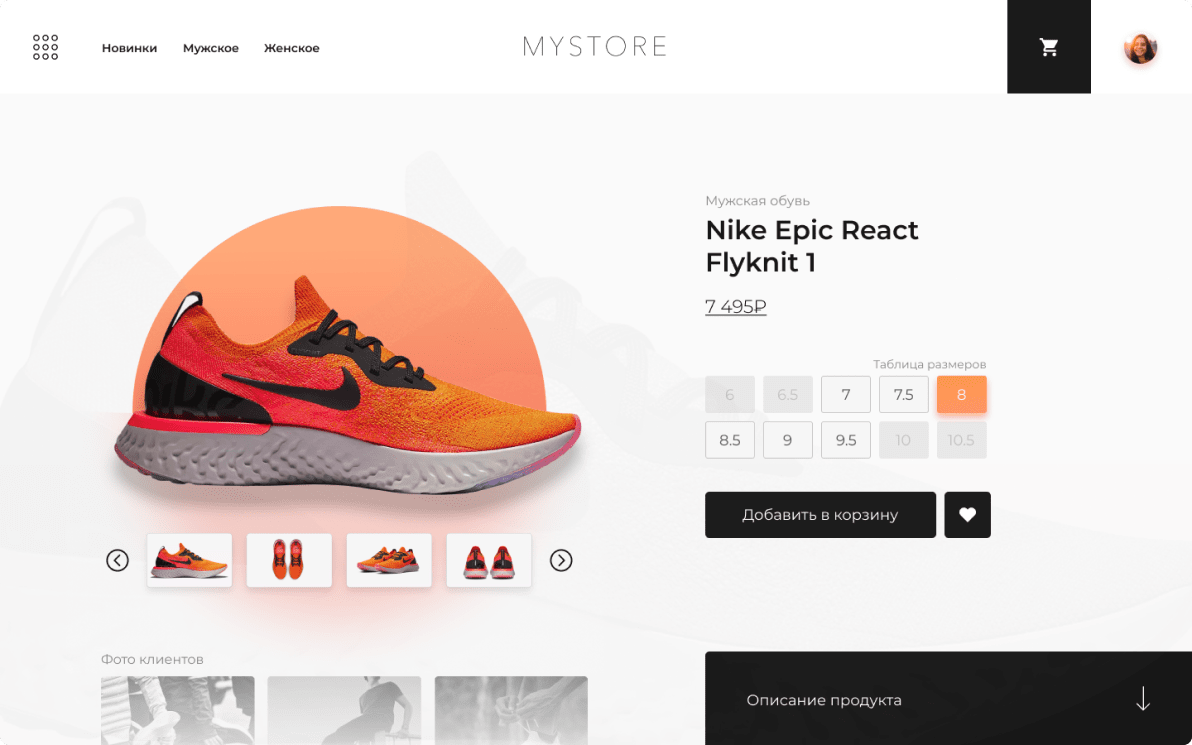 Новинки Мужское Женское
MYSTORE
Мужская обувь
Nike Epic React
Flyknit 1
7 495₽
Таблица размеров
6 6.5 7 7.5 8
8.5 9 9.5 10 10.5
Добавить в корзину
Фото клиентов
Описание продукта